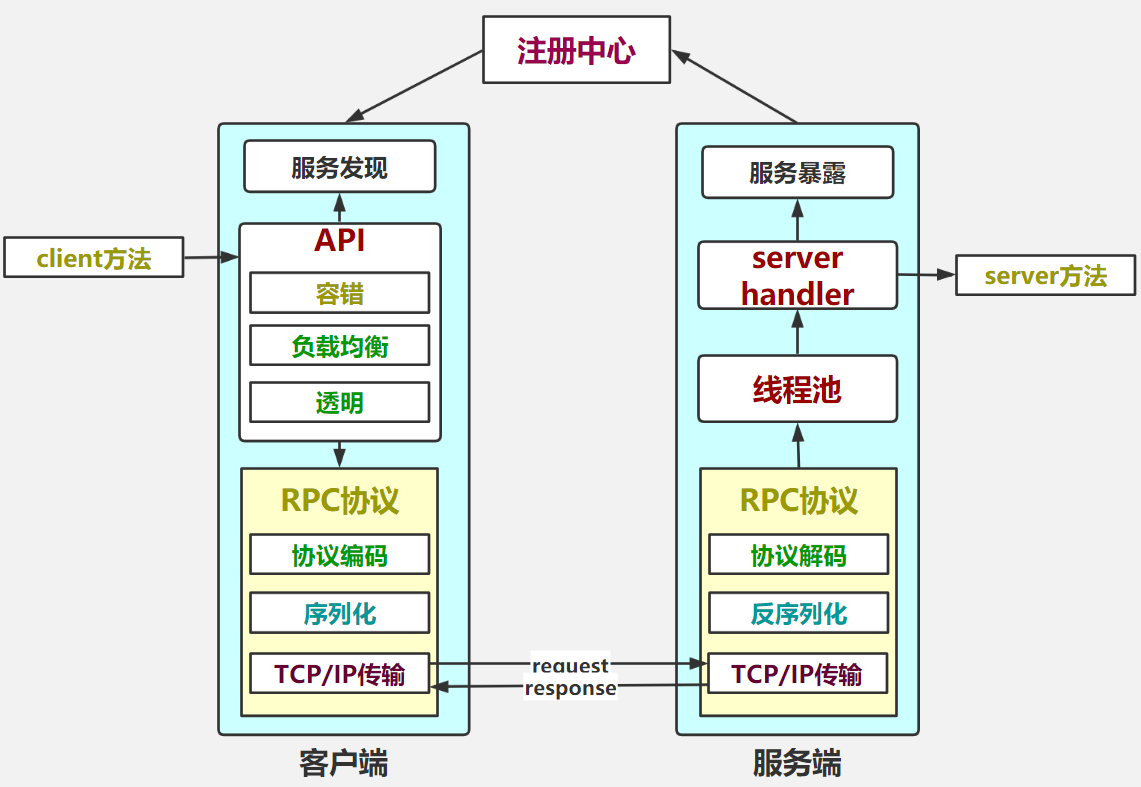 注册中心
服务发现
API
容错
负载均衡
透明
client方法
RPC协议
协议编码
序列化
TCP/IP传输
客户端
request
response
服务暴露
server
handler
server方法
线程池
RPC协议
协议解码
反序列化
TCP/IP传输
服务端